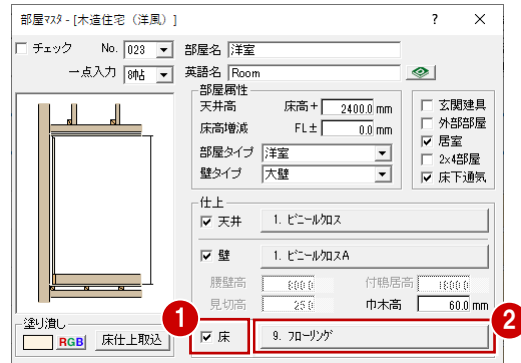 部屋ﾏｽﾀ - [木造住宅（洋風）] ? ×
チェック No. 023 部屋名 洋室
一点入力 8帖 英語名 Room
部屋属性
天井高 床高+ 2400.0 mm 玄関建具
床高増減 FL± 0.0 mm 外部部屋
部屋タイプ 洋室 居室
壁タイプ 大壁 2x4部屋
床下通気
仕上
天井 1. ﾋﾞﾆｰﾙｸﾛｽ
壁 1. ﾋﾞﾆｰﾙｸﾛｽA
腰壁高 800.0 付鴨居高 1800.0
見切高 25.0 巾木高 60.0 mm
塗り潰し 1 2
RGB 床仕上取込 床 9. ﾌﾛｰﾘﾝｸﾞ